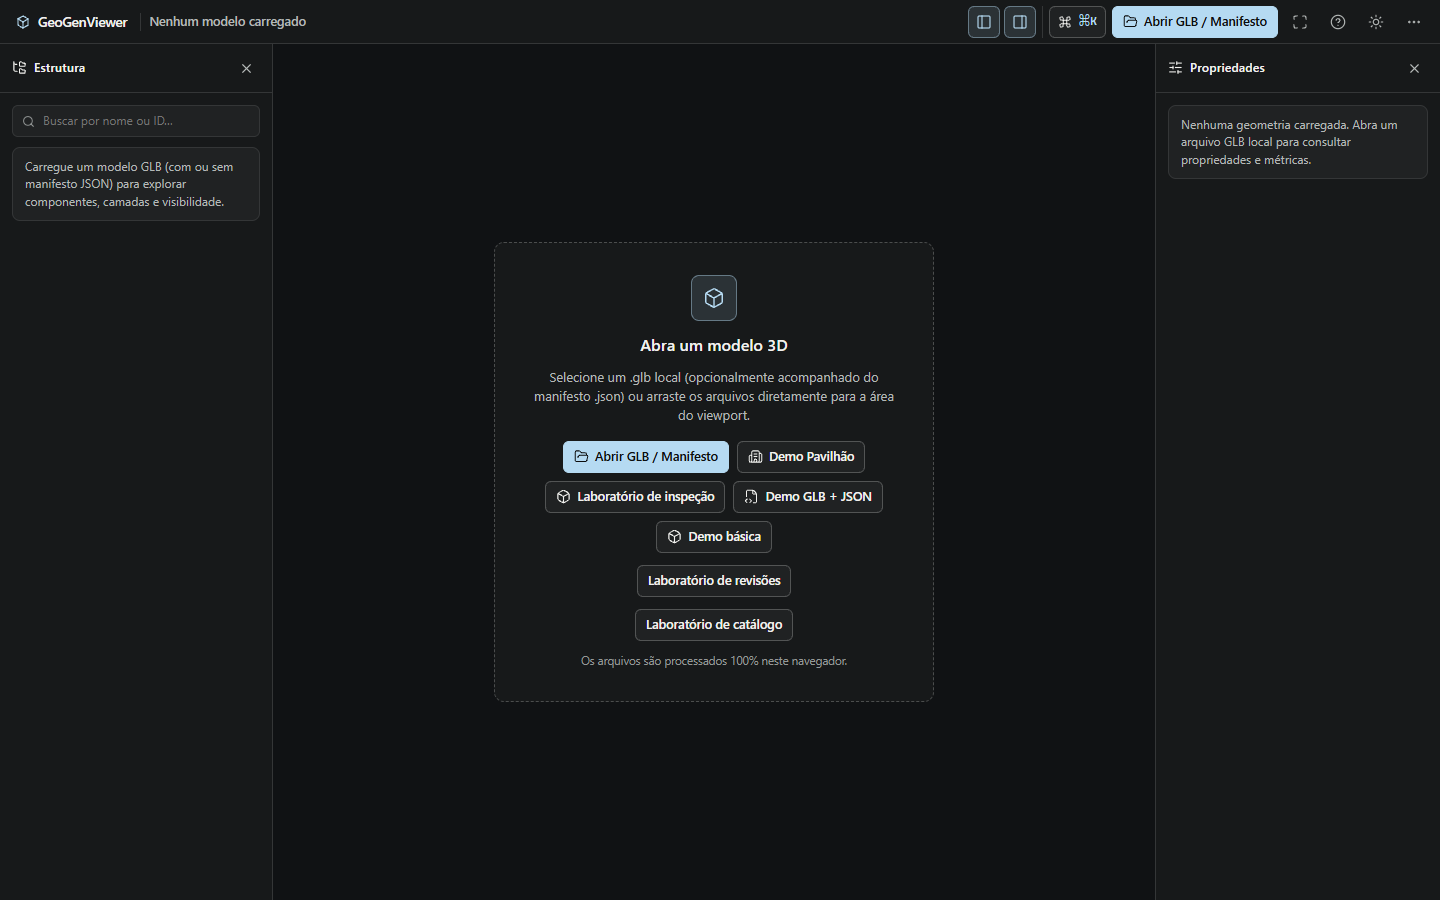 GeoGenViewer
Nenhum modelo carregado
⌘K
Abrir GLB / Manifesto
Estrutura
Buscar por nome ou ID...
Carregue um modelo GLB (com ou sem
manifesto JSON) para explorar
componentes, camadas e visibilidade.
Abra um modelo 3D
Selecione um .glb local (opcionalmente acompanhado do
manifesto .json) ou arraste os arquivos diretamente para a área
do viewport.
Abrir GLB / Manifesto
Demo Pavilhão
Laboratório de inspeção
Demo GLB + JSON
Demo básica
Laboratório de revisões
Laboratório de catálogo
Os arquivos são processados 100% neste navegador.
Propriedades
Nenhuma geometria carregada. Abra um
arquivo GLB local para consultar
propriedades e métricas.